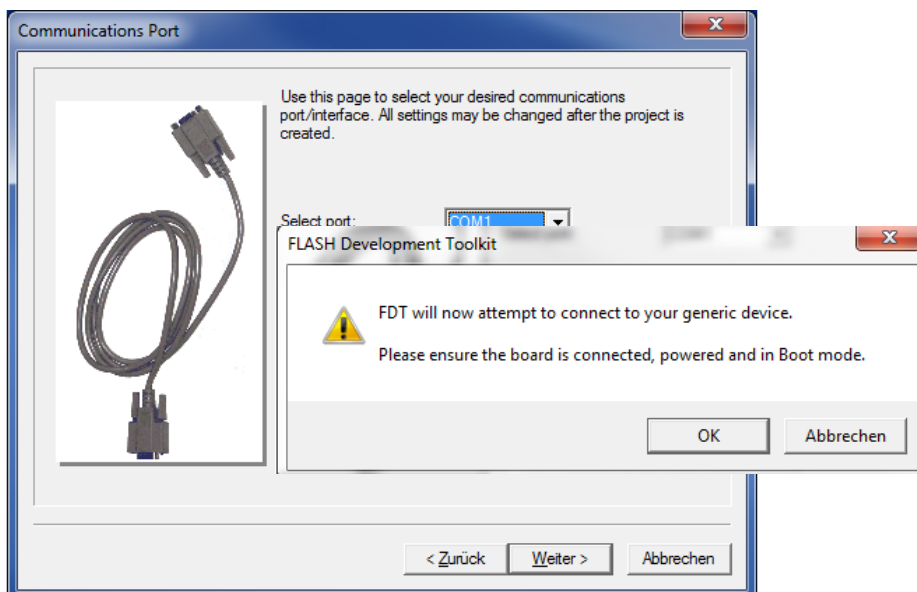 Communications Port
Use this page to select your desired communications
port/interface. All settings may be changed after the project is
created.
Select port:
COM1
FLASH Development Toolkit
FDT will now attempt to connect to your generic device.
Please ensure the board is connected, powered and in Boot mode.
OK
Abbrechen
< Zurück
Weiter >
Abbrechen